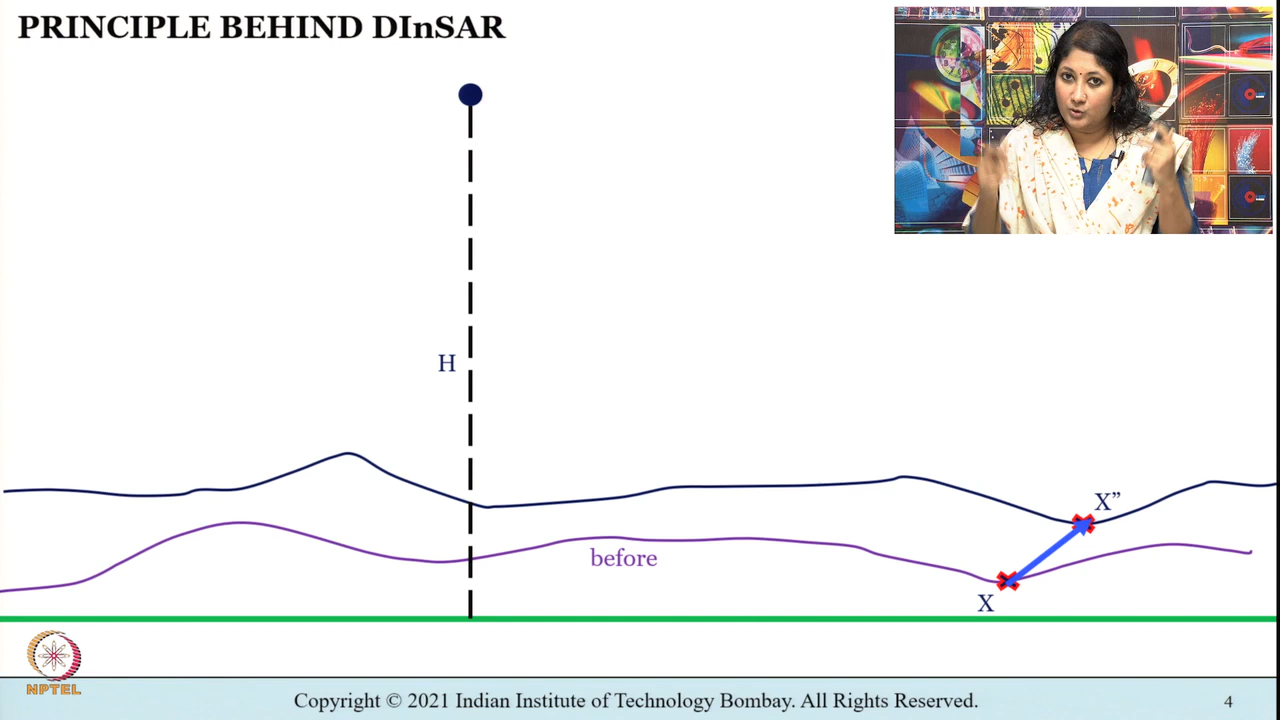 PRINCIPLE BEHIND DInSAR
H
X”
before
X
NPTEL
Copyright © 2021 Indian Institute of Technology Bombay. All Rights Reserved.
4